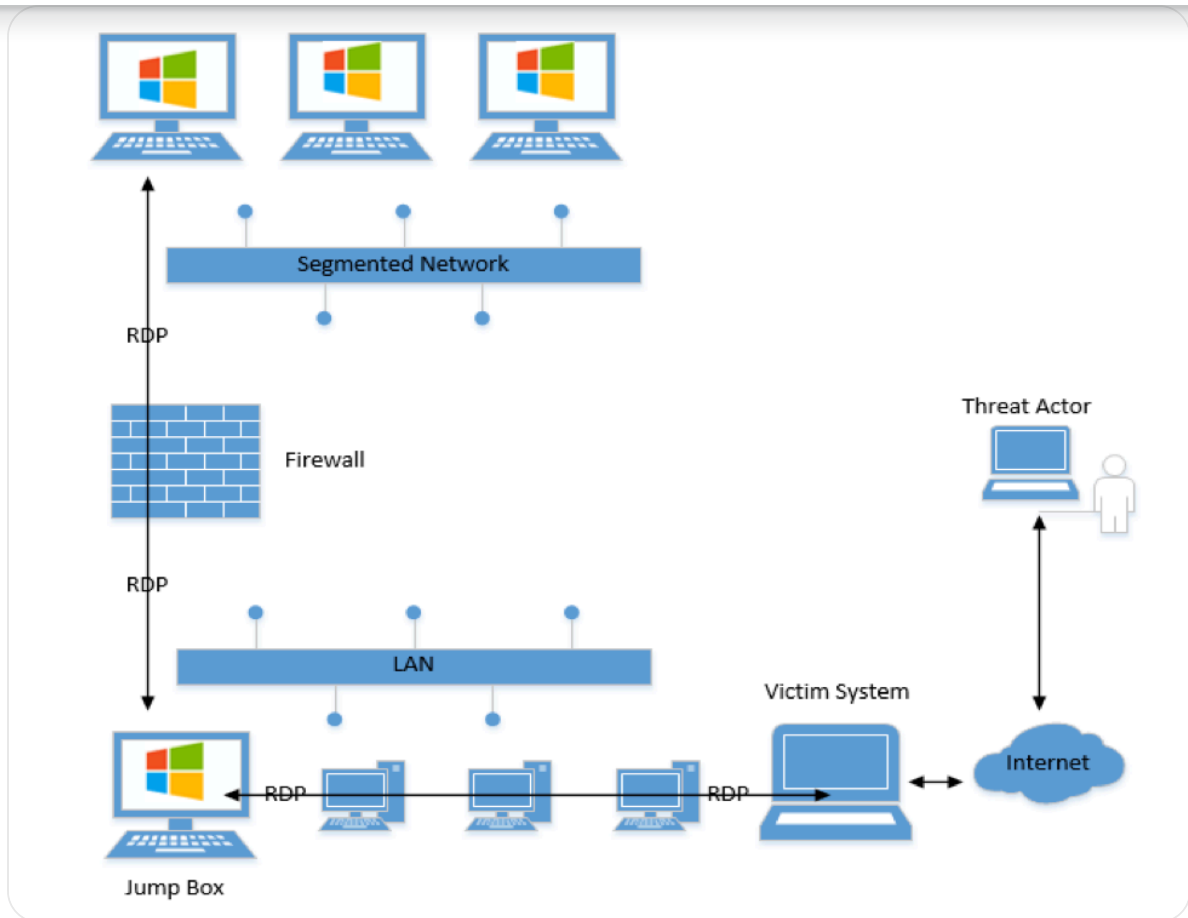 Segmented Network
RDP
Threat Actor
Firewall
RDP
LAN
Victim System
Internet
RDP
RDP
Jump Box